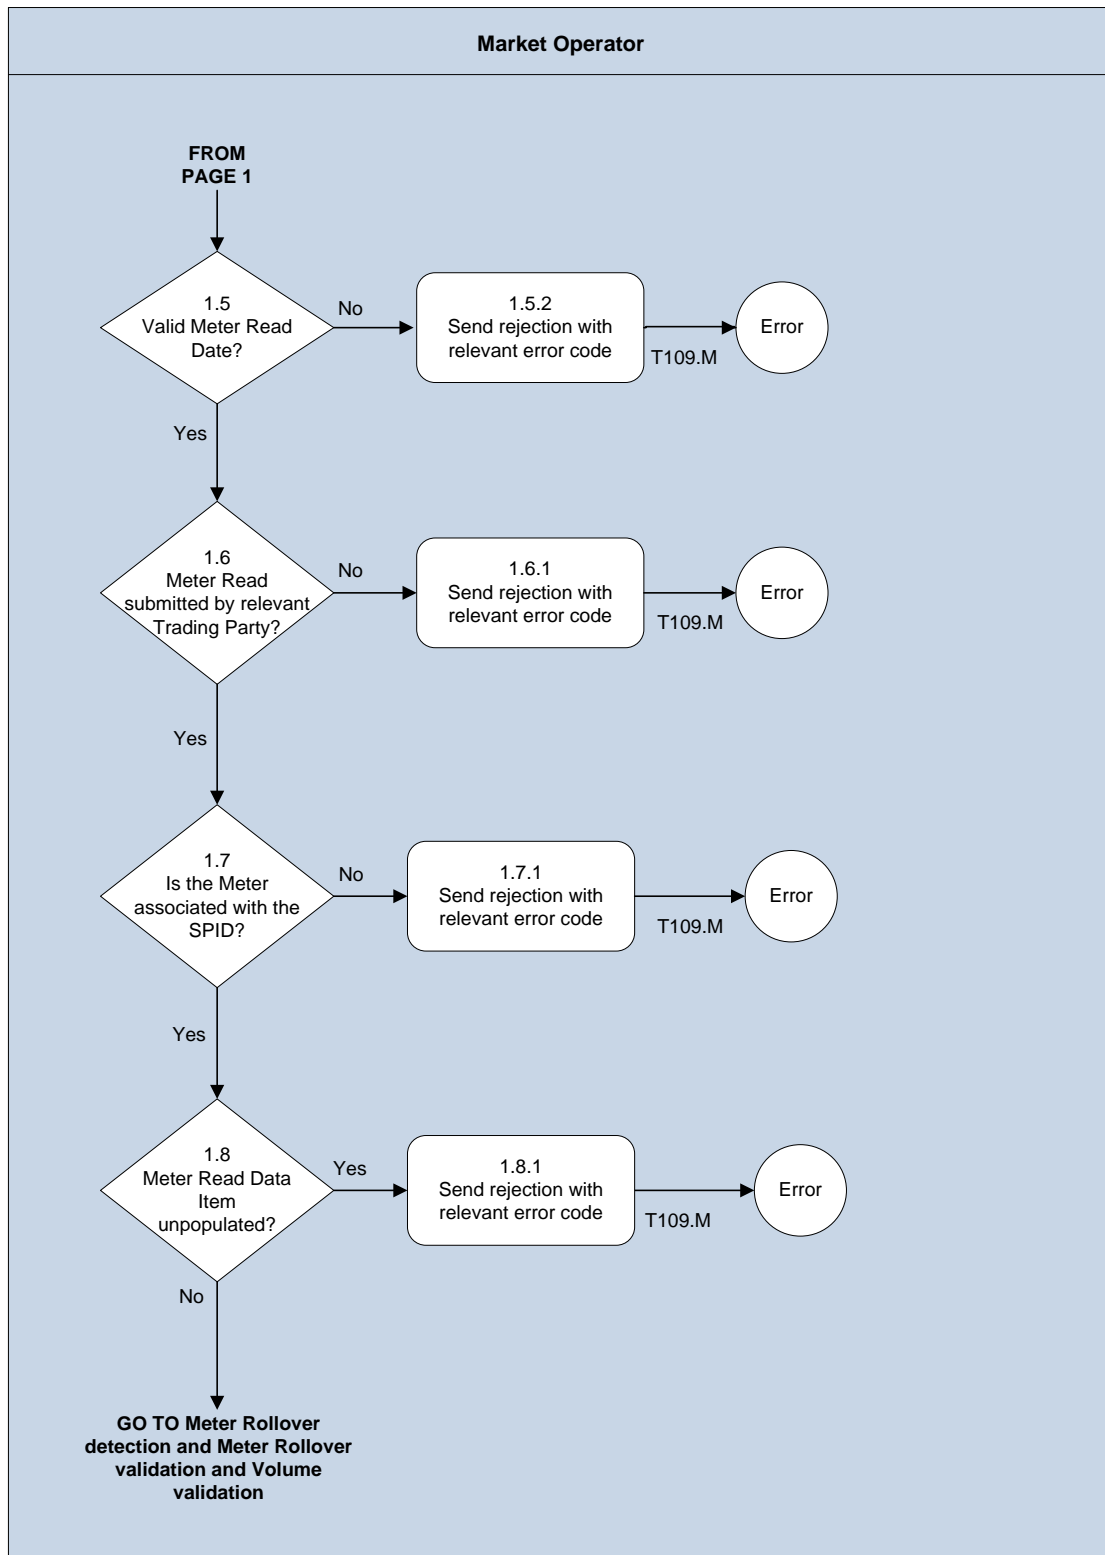 Market Operator
FROM
PAGE 1
1.5
Valid Meter Read
Date?
No
1.5.2
Send rejection with
relevant error code
T109.M
Error
Yes
1.6
Meter Read
submitted by relevant
Trading Party?
No
1.6.1
Send rejection with
relevant error code
T109.M
Error
Yes
1.7
Is the Meter
associated with the
SPID?
No
1.7.1
Send rejection with
relevant error code
T109.M
Error
Yes
1.8
Meter Read Data
Item
unpopulated?
Yes
1.8.1
Send rejection with
relevant error code
T109.M
Error
No
GO TO Meter Rollover
detection and Meter Rollover
validation and Volume
validation